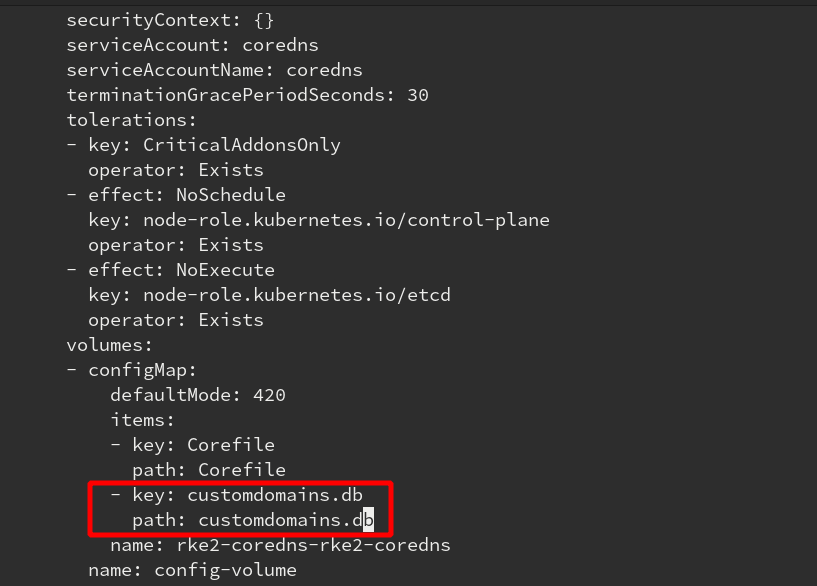 securityContext: {}
serviceAccount: coredns
serviceAccountName: coredns
terminationGracePeriodSeconds: 30
tolerations:
- key: CriticalAddonsOnly
  operator: Exists
- effect: NoSchedule
  key: node-role.kubernetes.io/control-plane
  operator: Exists
- effect: NoExecute
  key: node-role.kubernetes.io/etcd
  operator: Exists
volumes:
- configMap:
    defaultMode: 420
    items:
    - key: Corefile
      path: Corefile
    - key: customdomains.db
      path: customdomains.db
    name: rke2-coredns-rke2-coredns
  name: config-volume